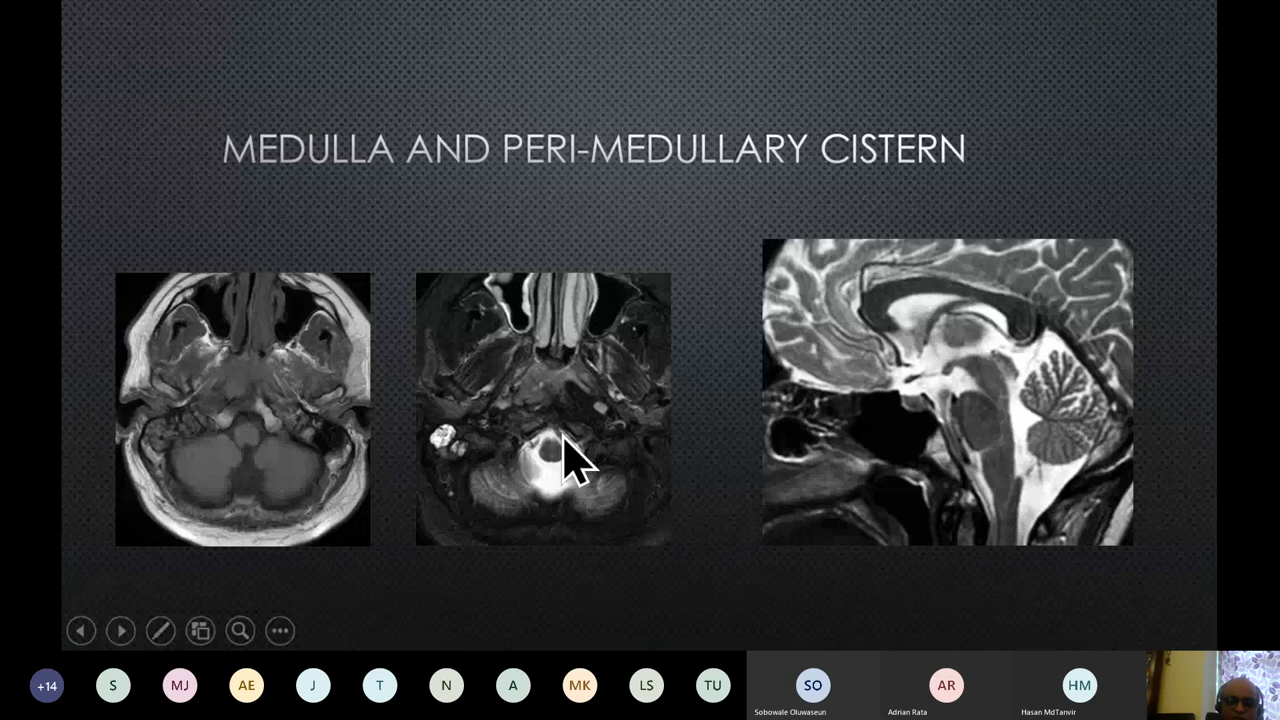 MEDULLA AND PERI-MEDULLARY CISTERN
+14
S
MJ
AE
J
T
N
A
MK
LS
TU
SO
AR
HM
Sobowale Oluwaseun
Adrian Rata
Hasan MdTanvir